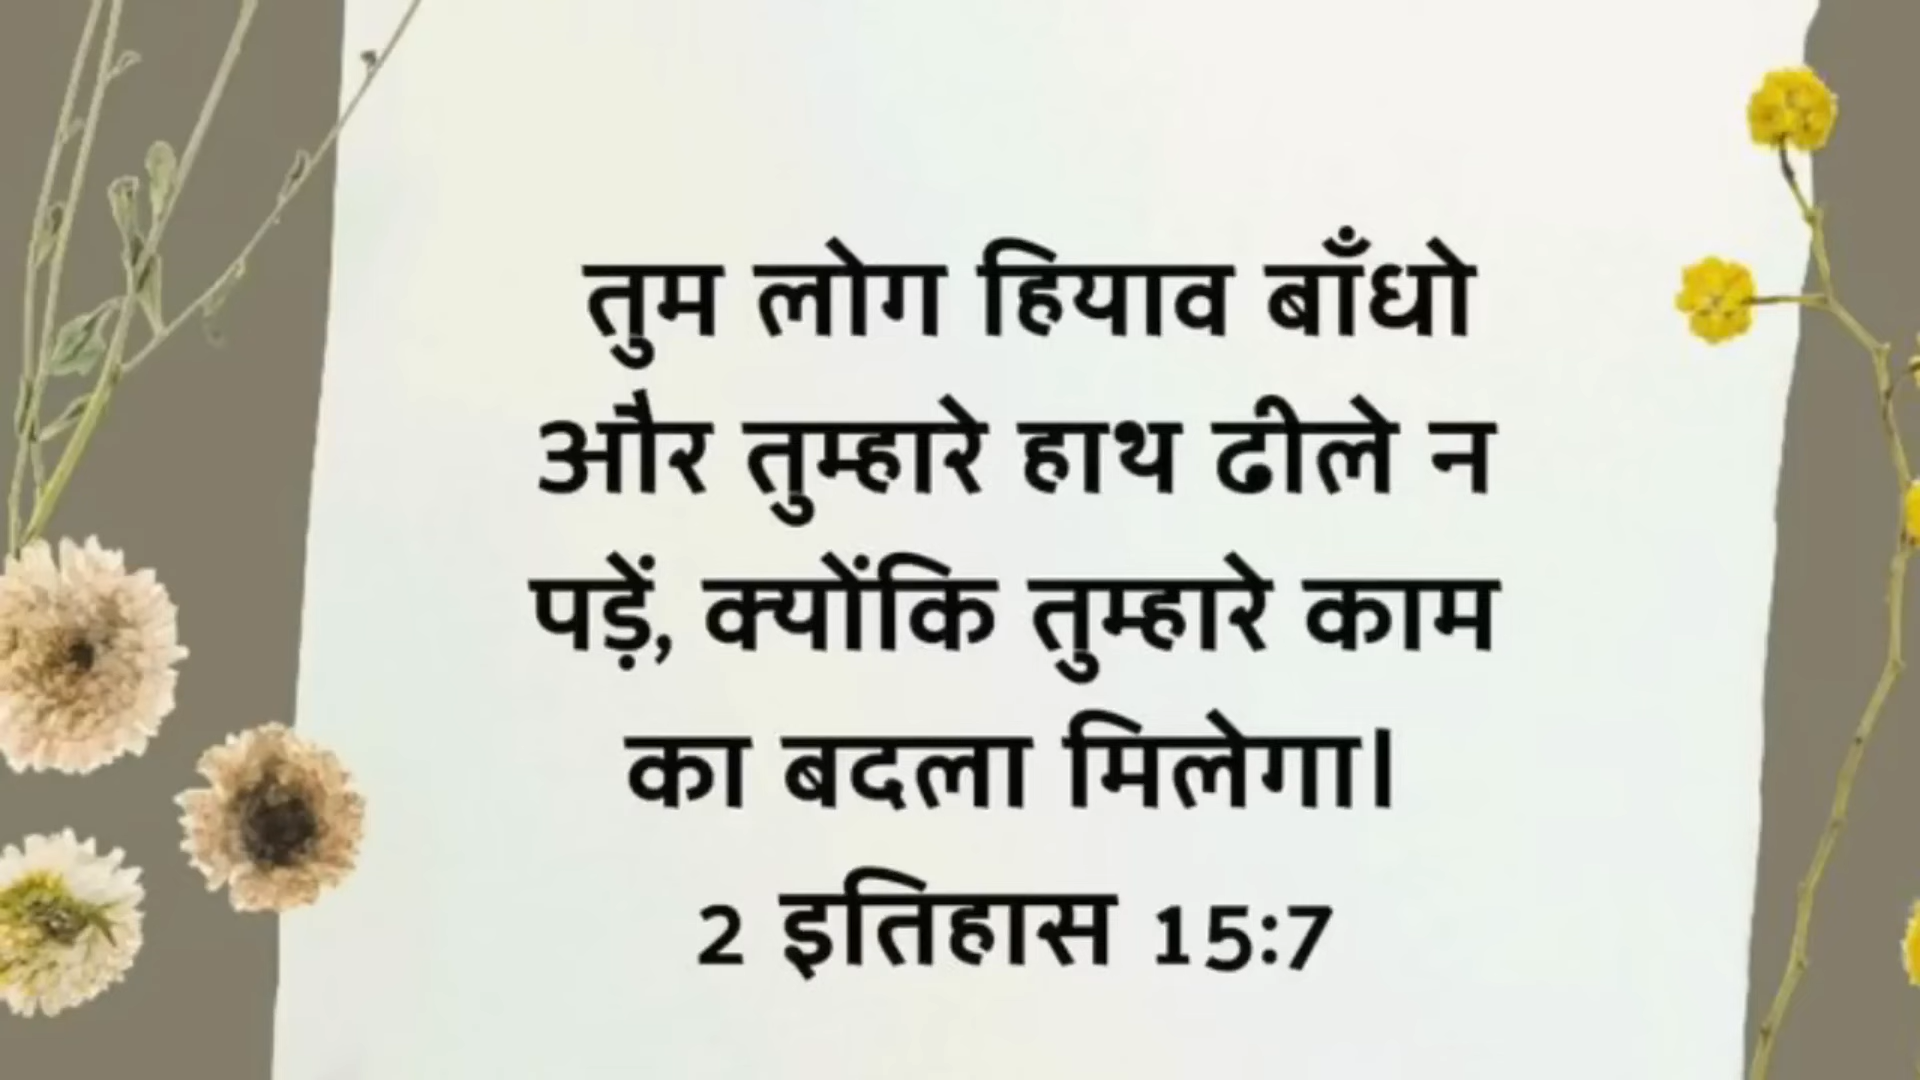 तुम लोग हियाव बाँधो
और तुम्हारे हाथ ढीले न
पड़ें, क्योंकि तुम्हारे काम
का बदला मिलेगा।
2 इतिहास 15:7